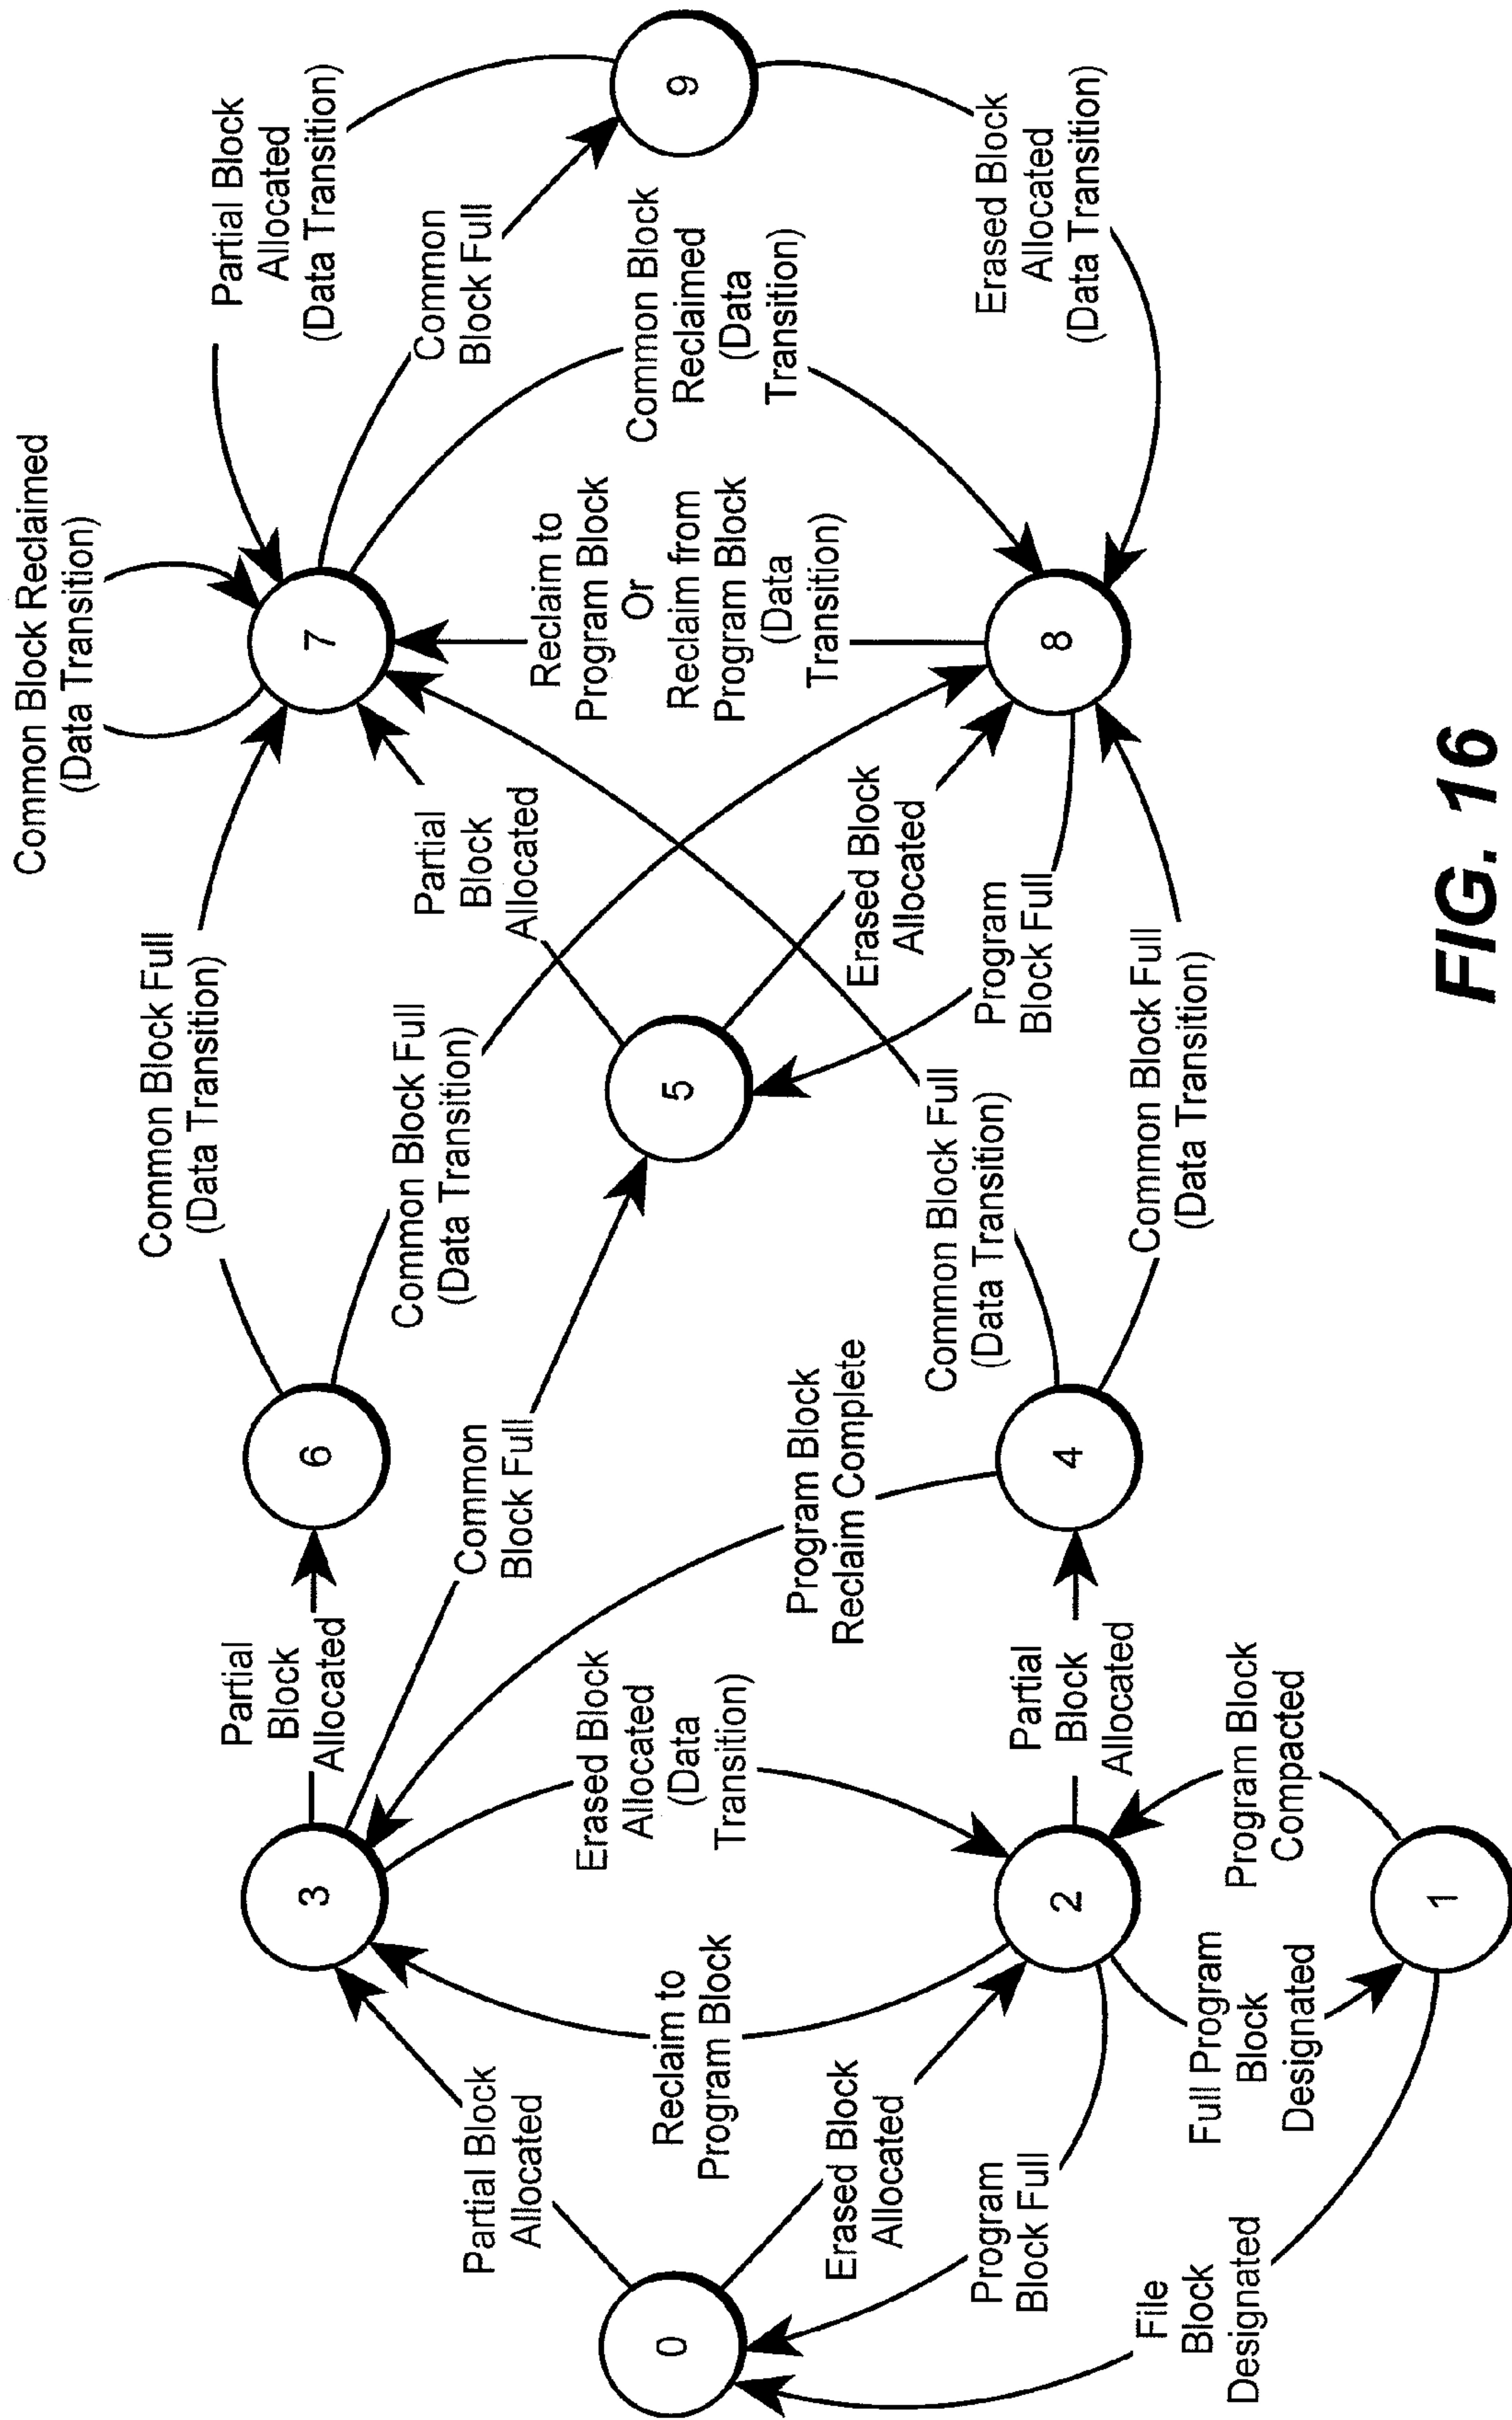 Common Block Reclaimed
(Data Transition)
Partial Block
Allocated
(Data Transition)
Common Block Full
(Data Transition)
Partial
Block
Allocated
3
6
7
Common
Block Full
Partial Block
Allocated
Common
Block Full
Common Block Full
(Data Transition)
Partial
Block
Allocated
Reclaim to
Program Block
Or
Reclaim from
Program Block
(Data
Transition)
Common Block
Reclaimed
(Data
Transition)
Reclaim to
Program Block
Erased Block
Allocated
(Data
Transition)
0
5
9
Erased Block
Allocated
Program Block
Reclaim Complete
Erased Block
Allocated
Program
Block Full
Common Block Full
(Data Transition)
Program
Block Full
Erased Block
Allocated
(Data Transition)
2
Partial
Block
Allocated
4
8
Common Block Full
(Data Transition)
File
Block
Designated
Full Program
Block
Designated
Program Block
Compacted
1
FIG. 16